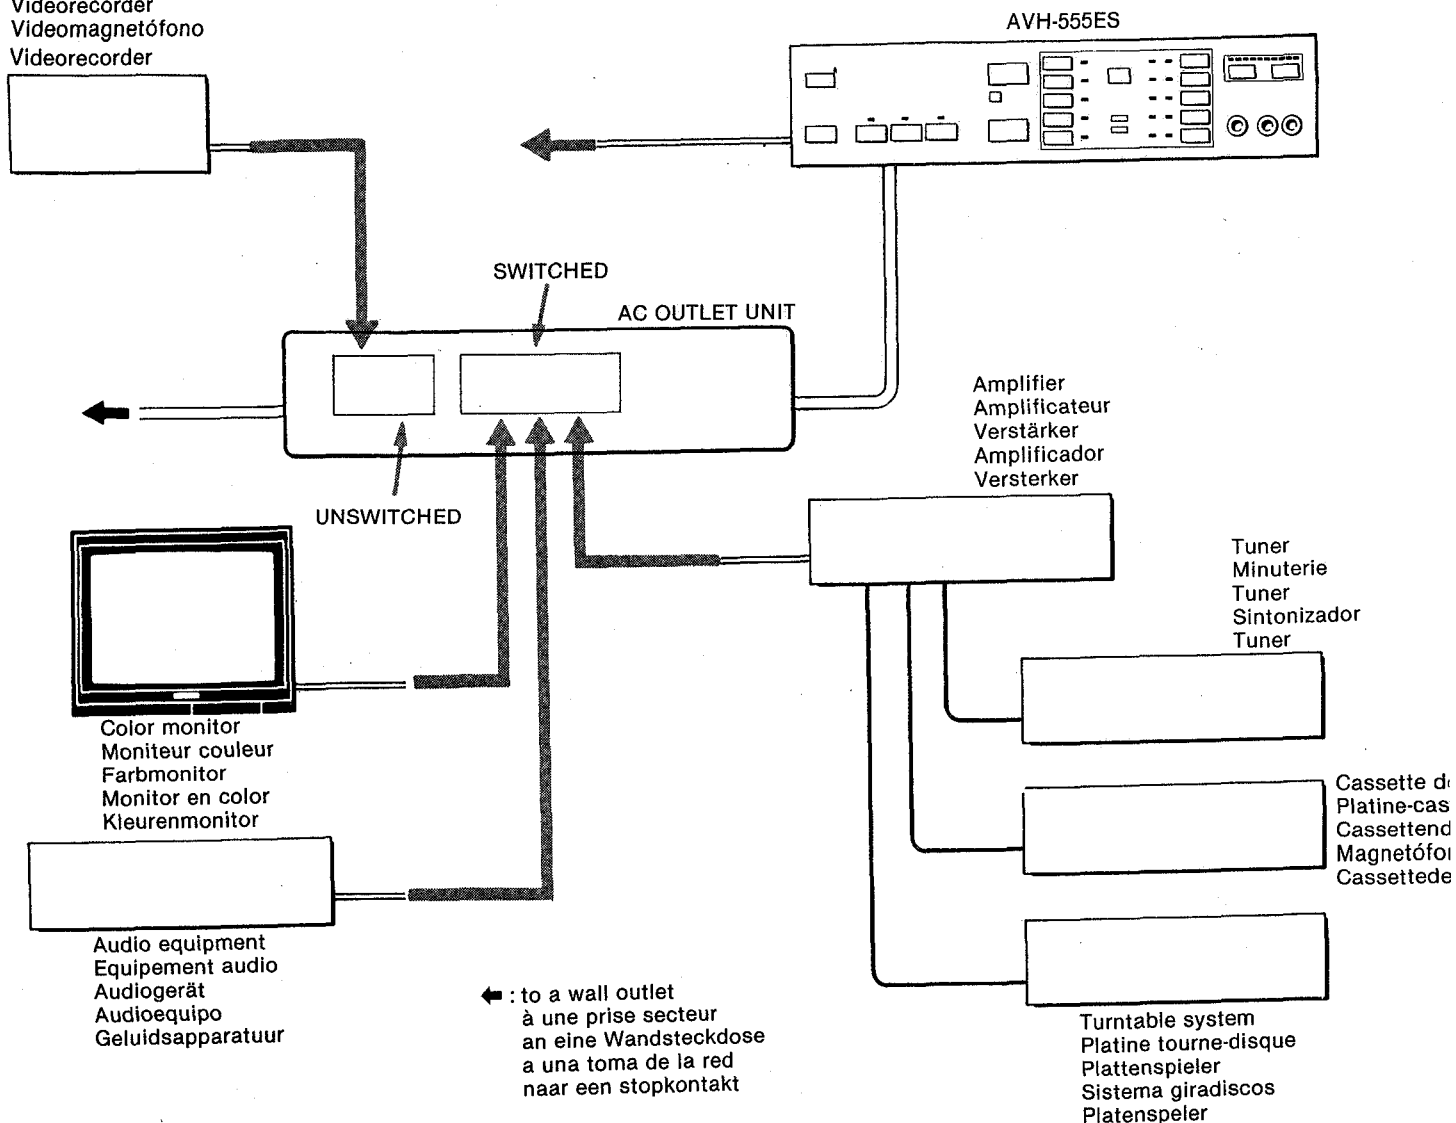 Videorecorder
Videomagnetófono
Videorecorder
AVH-555ES
SWITCHED
AC OUTLET UNIT
UNSWITCHED
Amplifier
Amplificateur
Verstärker
Amplificador
Versterker
Tuner
Minuterie
Tuner
Sintonizador
Tuner
Color monitor
Moniteur couleur
Farbmonitor
Monitor en color
Kleurenmonitor
Cassette
Audio equipment
Equipement audio
Audiogerät
Audioequipo
Geluidsapparatuur
: to a wall outlet
à une prise secteur
an eine Wandsteckdose
a una toma de la red
naar een stopkontakt
Turntable system
Platine tourne-disque
Plattenspieler
Sistema giradiscos
Platenspeler